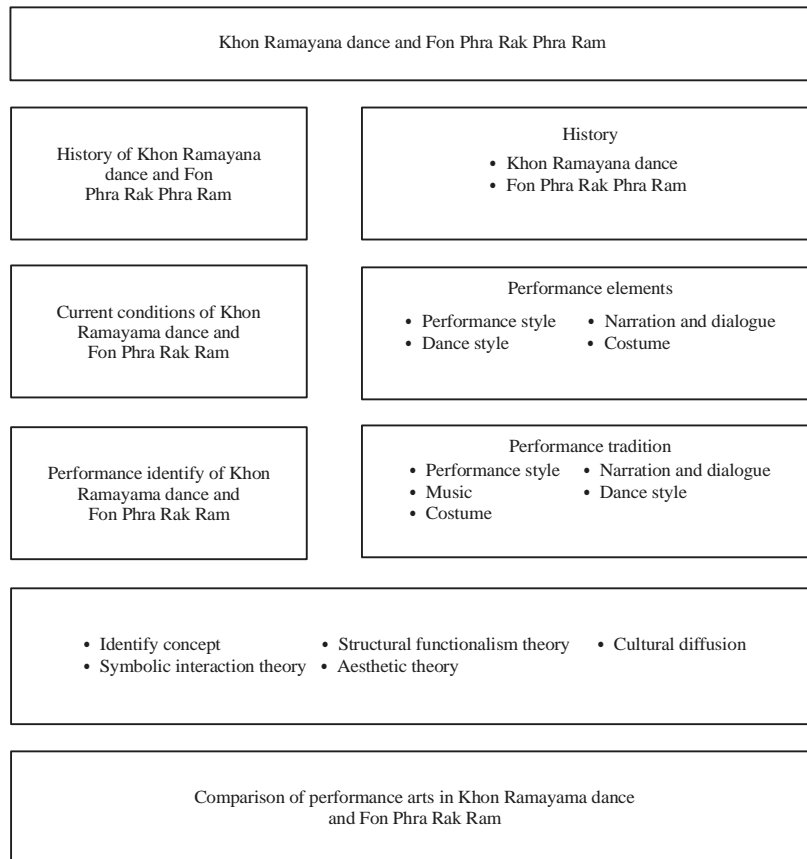 Khon Ramayana dance and Fon Phra Rak Phra Ram
History of Khon Ramayana
dance and Fon
Phra Rak Phra Ram
History
• Khon Ramayana dance
• Fon Phra Rak Phra Ram
Current conditions of Khon
Ramayama dance and
Fon Phra Rak Ram
Performance elements
• Performance style • Narration and dialogue
• Dance style • Costume
Performance identify of Khon
Ramayama dance and
Fon Phra Rak Ram
Performance tradition
• Performance style • Narration and dialogue
• Music • Dance style
• Costume
• Identify concept • Structural functionalism theory • Cultural diffusion
• Symbolic interaction theory • Aesthetic theory
Comparison of performance arts in Khon Ramayama dance
and Fon Phra Rak Ram